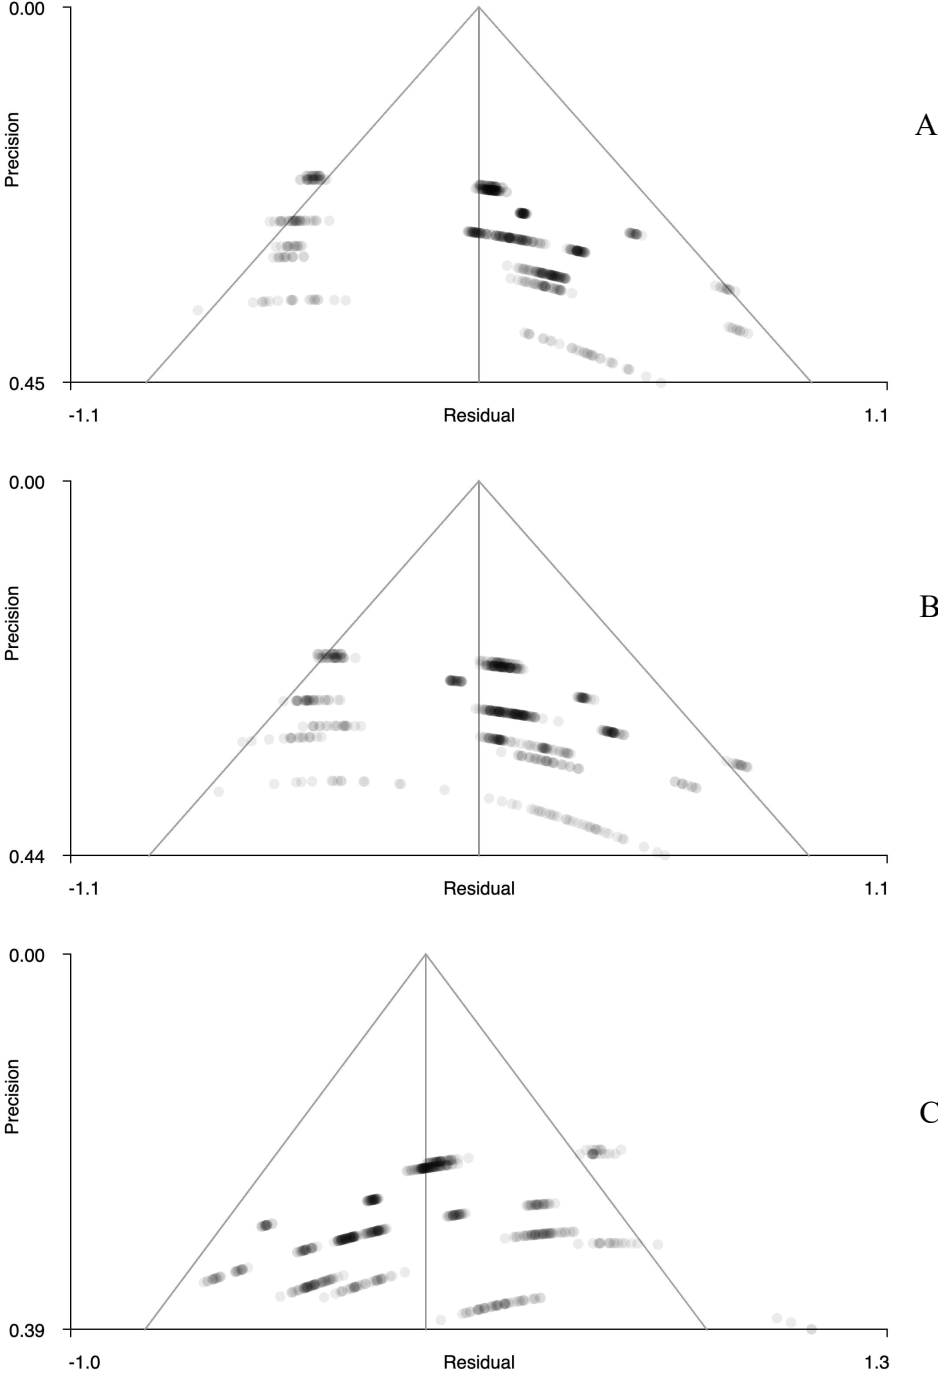 0.00
Precision
A
0.45
-1.1 Residual 1.1
0.00
Precision
B
0.44
-1.1 Residual 1.1
0.00
Precision
C
0.39
-1.0 Residual 1.3